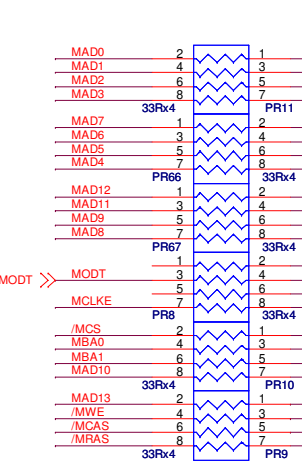 MAD0 2 1
MAD1 4 3
MAD2 6 5
MAD3 8 7
33Rx4 PR11
MAD7 1 2
MAD6 3 4
MAD5 5 6
MAD4 7 8
PR66 33Rx4
MAD12 1 2
MAD11 3 4
MAD9 5 6
MAD8 7 8
PR67 33Rx4
1 2
MODT MODT 3 4
5 6
MCLKE 7 8
PR8 33Rx4
/MCS 2 1
MBA0 4 3
MBA1 6 5
MAD10 8 7
33Rx4 PR10
MAD13 2 1
/MWE 4 3
/MCAS 6 5
/MRAS 8 7
33Rx4 PR9